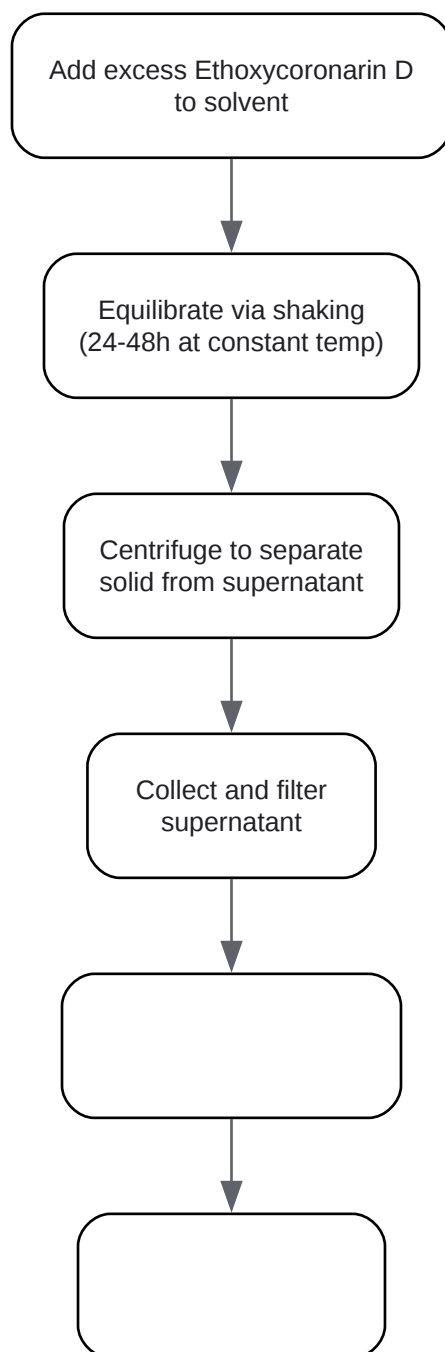 Add excess Ethoxycoronarin D
to solvent
Equilibrate via shaking
(24-48h at constant temp)
Centrifuge to separate
solid from supernatant
Collect and filter
supernatant